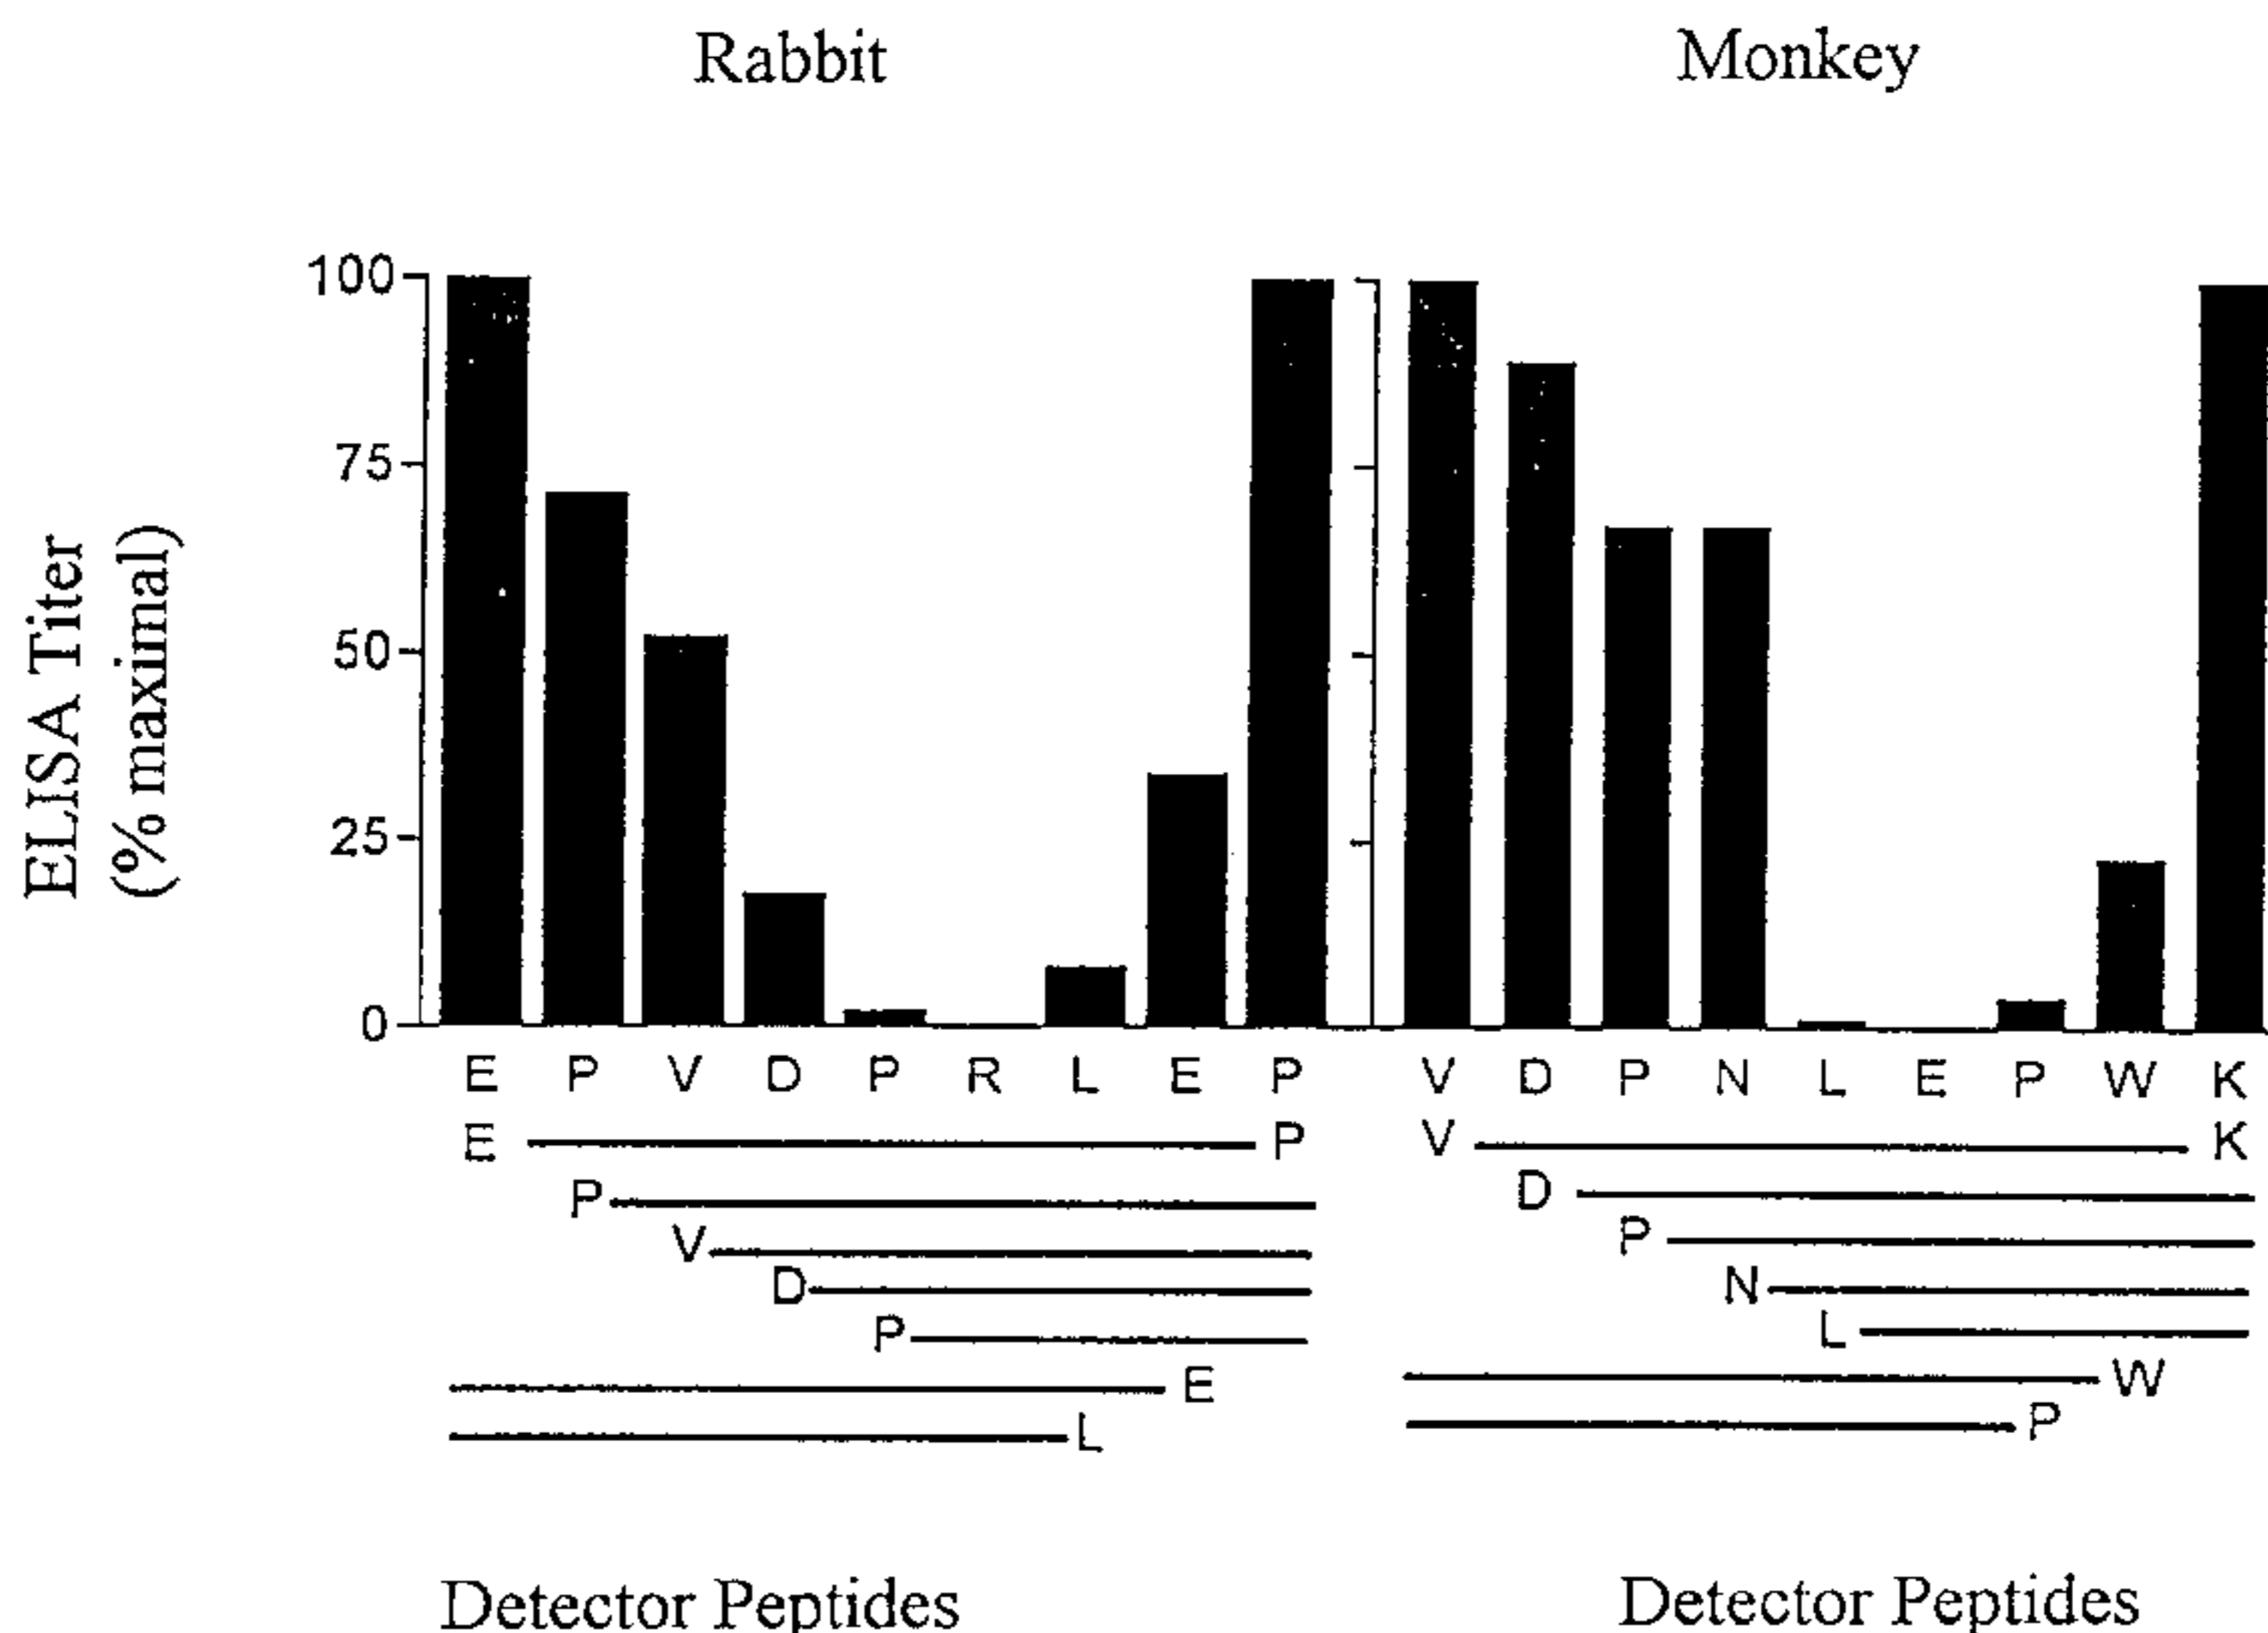 Rabbit Monkey
ELISA Titer
(% maximal)
100
75
50
25
0
E P V D P R L E P V D P N L E P W K
E P V K
P D
V P
D N
P L
E W
L P
Detector Peptides Detector Peptides